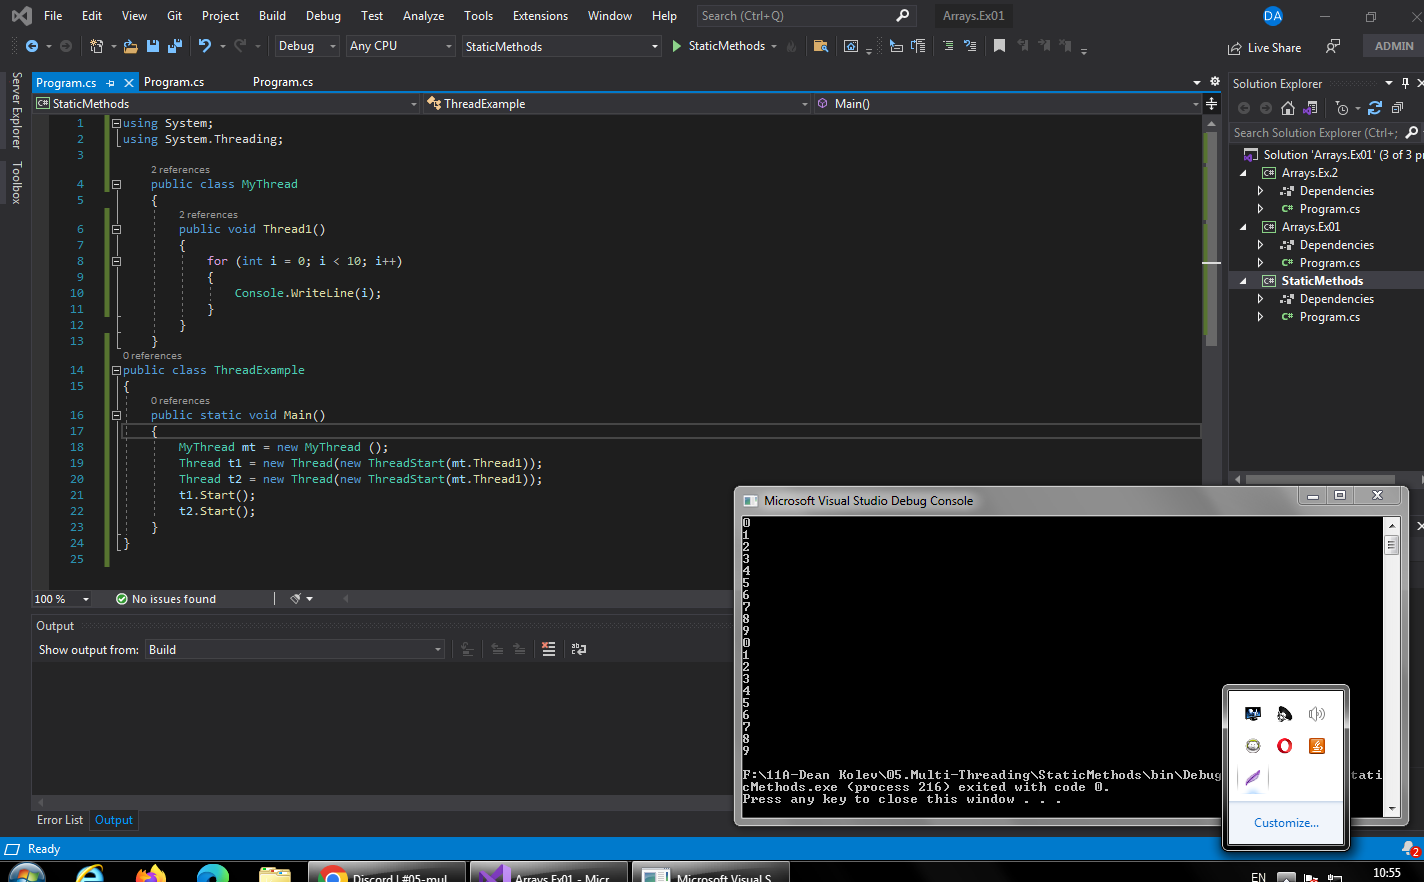 File Edit View Git Project Build Debug Test Analyze Tools Extensions Window Help Search (Ctrl+Q) Arrays.Ex01 DA
Debug Any CPU StaticMethods StaticMethods Live Share ADMIN
Server Explorer
Toolbox
Program.cs Program.cs Program.cs
StaticMethods ThreadExample Main()
1 using System;
2 using System.Threading;
3
2 references
4 public class MyThread
5 {
2 references
6 public void Thread1()
7 {
8 for (int i = 0; i < 10; i++)
9 {
10 Console.WriteLine(i);
11 }
12 }
13 }
0 references
14 public class ThreadExample
15 {
0 references
16 public static void Main()
17 {
18 MyThread mt = new MyThread ();
19 Thread t1 = new Thread(new ThreadStart(mt.Thread1));
20 Thread t2 = new Thread(new ThreadStart(mt.Thread1));
21 t1.Start();
22 t2.Start();
23 }
24 }
25
100 % No issues found
Output
Show output from: Build
Error List Output
Ready
Solution Explorer
Search Solution Explorer (Ctrl+;
Solution 'Arrays.Ex01' (3 of 3 pr
C# Arrays.Ex.2
Dependencies
C# Program.cs
C# Arrays.Ex01
Dependencies
C# Program.cs
C# StaticMethods
Dependencies
C# Program.cs
Microsoft Visual Studio Debug Console
0
1
2
3
4
5
6
7
8
9
0
1
2
3
4
5
6
7
8
9
F:\11A-Dean Kolev\05.Multi-Threading\StaticMethods\bin\Debug tati
cMethods.exe (process 216) exited with code 0.
Press any key to close this window . . .
Customize...
2
Discord | #05-mul... Arrays.Ex01 - Micr... Microsoft Visual S... EN 10:55